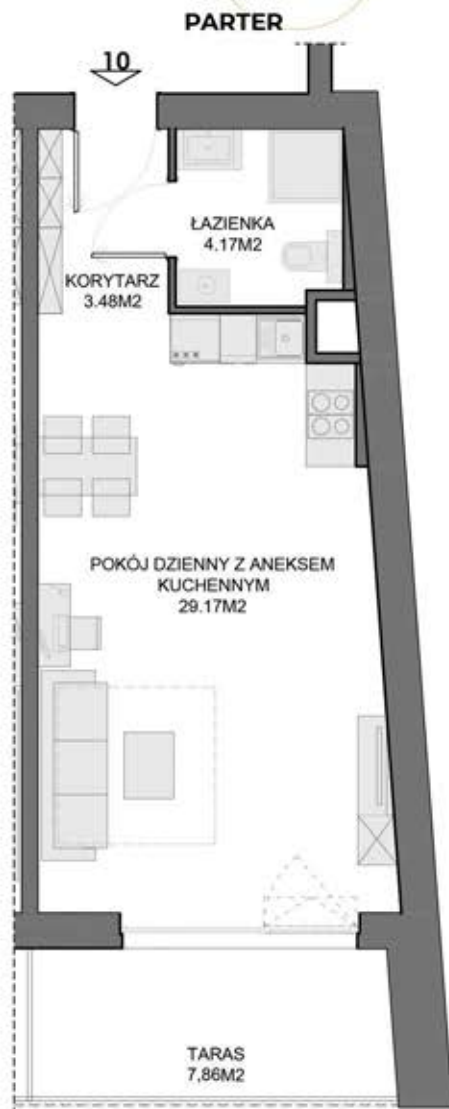 PARTER
10
ŁAZIENKA
4.17M2
KORYTARZ
3.48M2
POKÓJ DZIENNY Z ANEKSEM
KUCHENNYM
29.17M2
TARAS
7,86M2